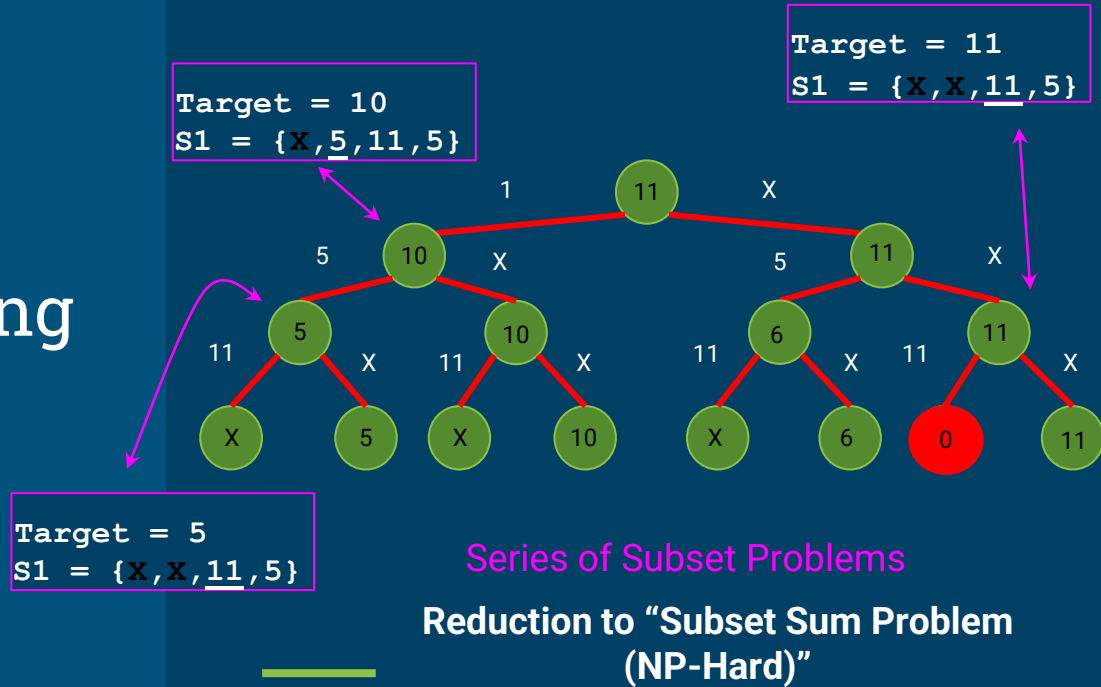 Target = 11
S1 = {X,X,11,5}
Target = 10
S1 = {X,5,11,5}
1
11
X
5
10
X
5
11
X
ng
11
5
X
11
10
X
11
6
X
11
11
X
X
5
X
10
X
6
0
11
Target = 5
S1 = {X,X,11,5}
Series of Subset Problems
Reduction to “Subset Sum Problem
(NP-Hard)”